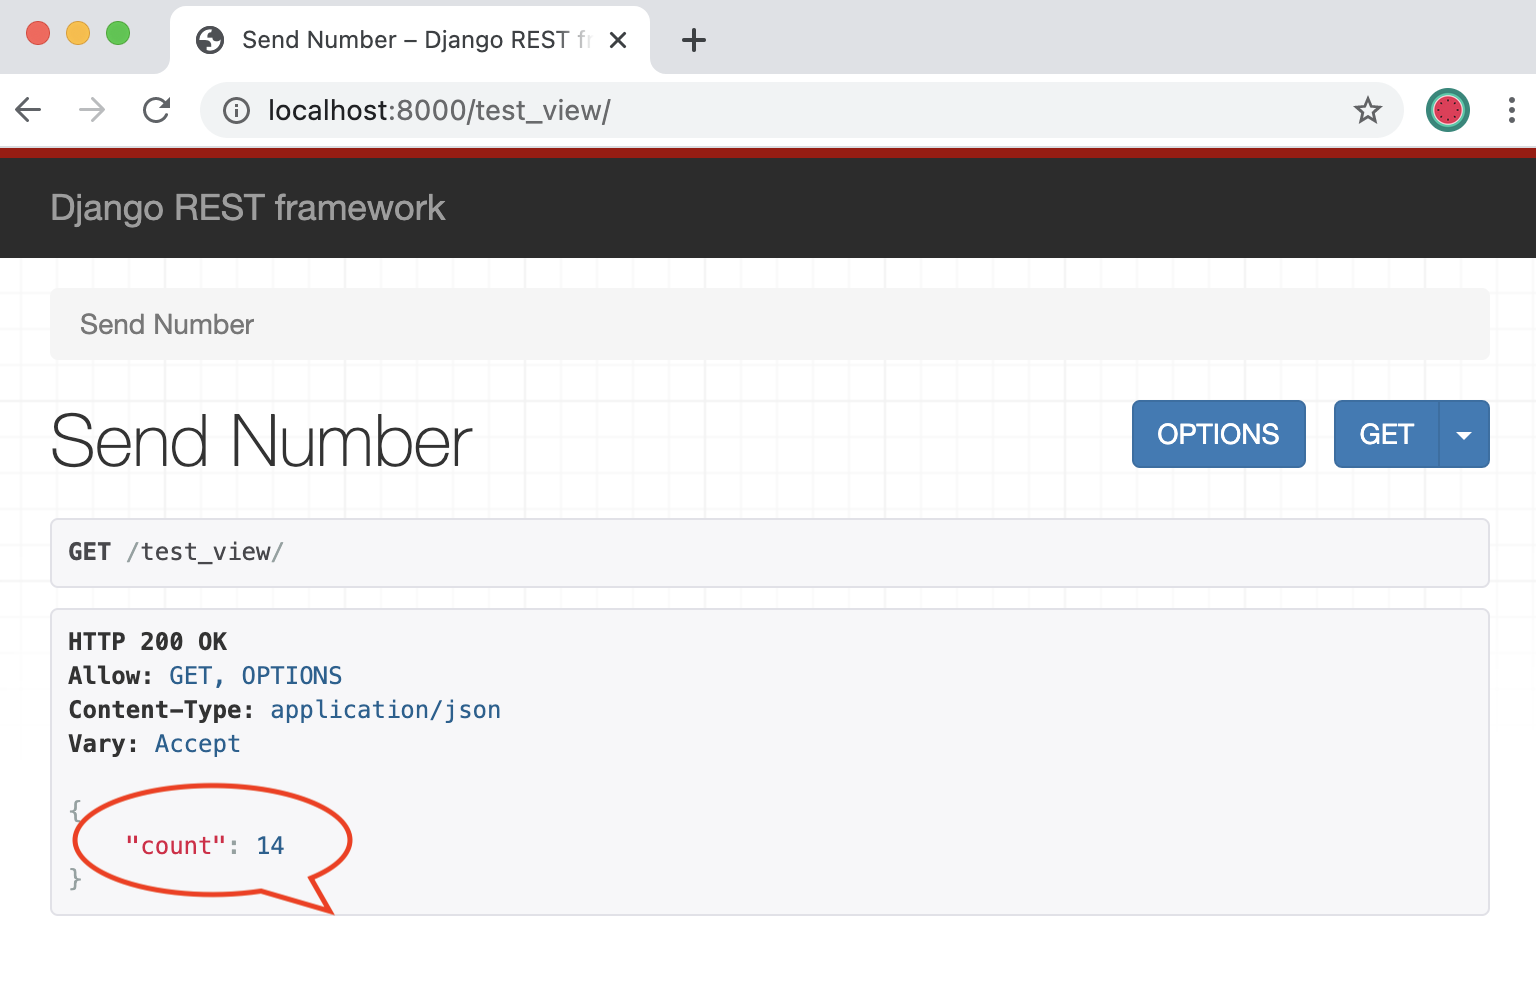 Send Number – Django REST fr
localhost:8000/test_view/
Django REST framework
Send Number
Send Number
OPTIONS
GET
GET /test_view/
HTTP 200 OK
Allow: GET, OPTIONS
Content-Type: application/json
Vary: Accept
{
"count": 14
}